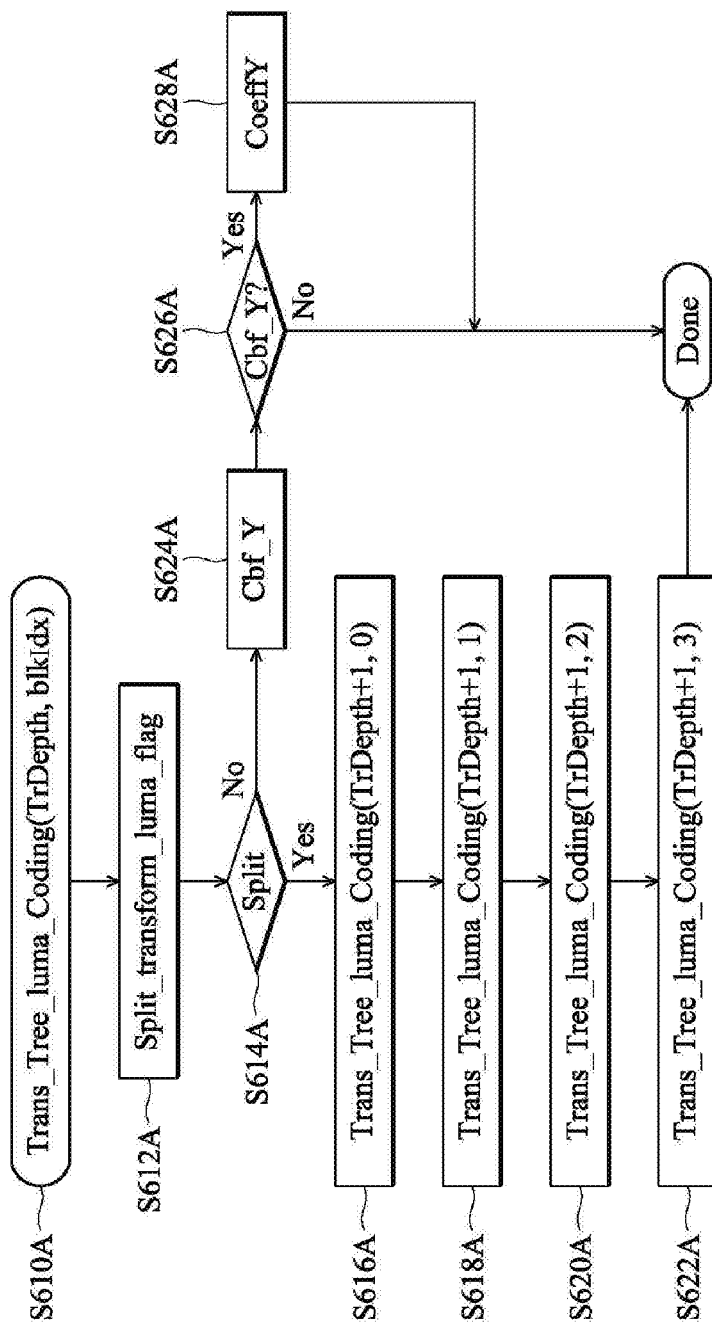 S610A
Trans_Tree_luma_Coding(TrDepth, blkIdx)
S612A
Split_transform_luma_flag
S614A
Split
No
Yes
S624A
Cbf_Y
S626A
Cbf_Y?
Yes
No
S628A
CoeffY
S616A
Trans_Tree_luma_Coding(TrDepth+1, 0)
S618A
Trans_Tree_luma_Coding(TrDepth+1, 1)
S620A
Trans_Tree_luma_Coding(TrDepth+1, 2)
S622A
Trans_Tree_luma_Coding(TrDepth+1, 3)
Done